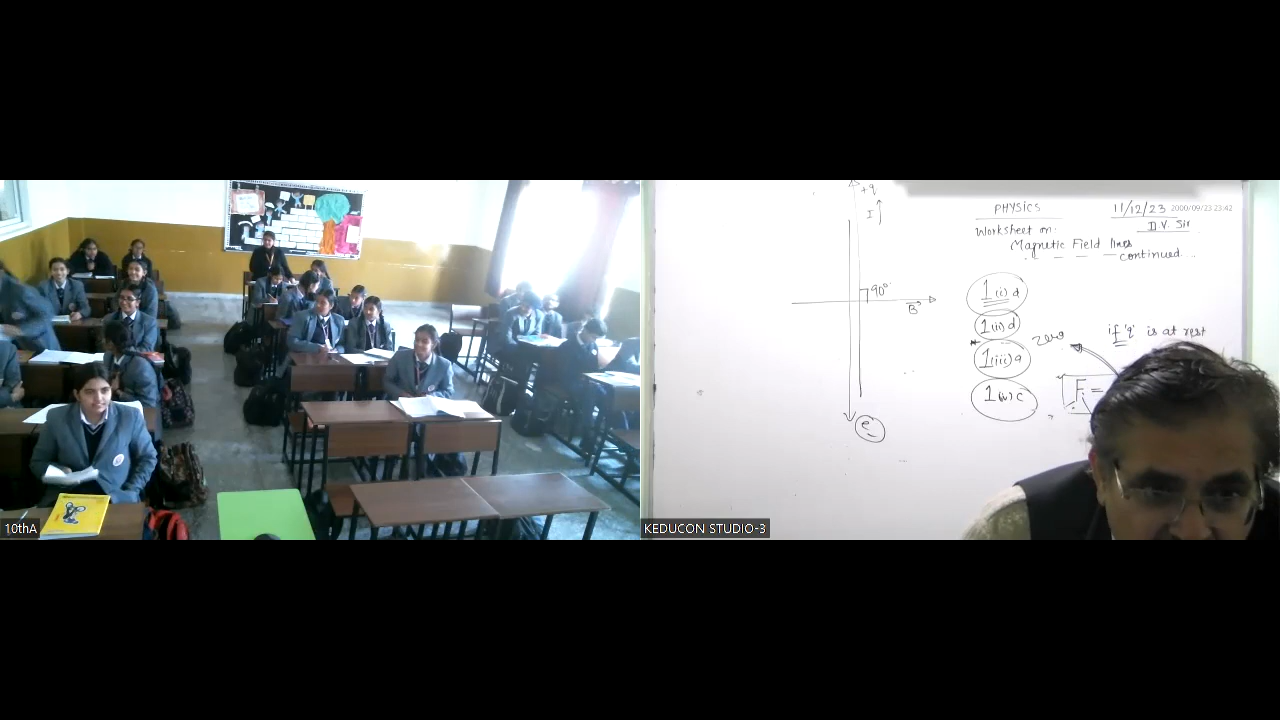 10thA
KEDUCON STUDIO-3
+q
I
90°
B
e
PHYSICS
11/12/23
2000/09/23 23:42
D.V. Sir
Worksheet on
Magnetic Field lines
continued...
1(i) d
1(ii) d
1(iii) a
1(iv) c
zero
if 'q' is at rest
F =